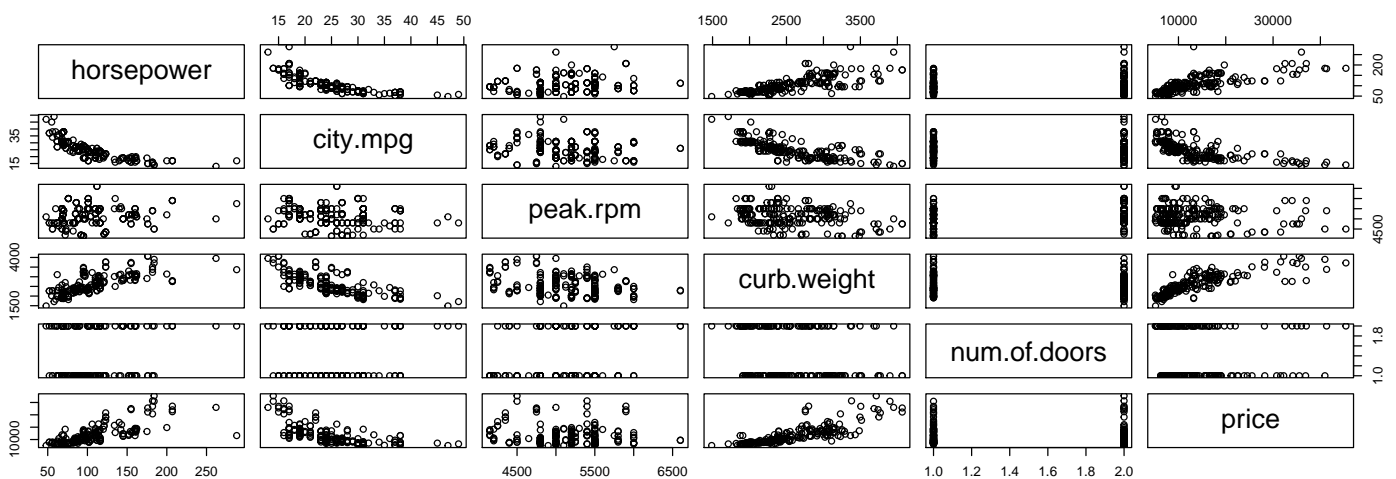 15 20 25 30 35 40 45 50 1500 2500 3500 10000 30000
horsepower 50 200
15 35 city.mpg
peak.rpm 4500
1500 4000 curb.weight
num.of.doors 1.0 1.8
10000 price
50 100 150 200 250 4500 5500 6500 1.0 1.2 1.4 1.6 1.8 2.0